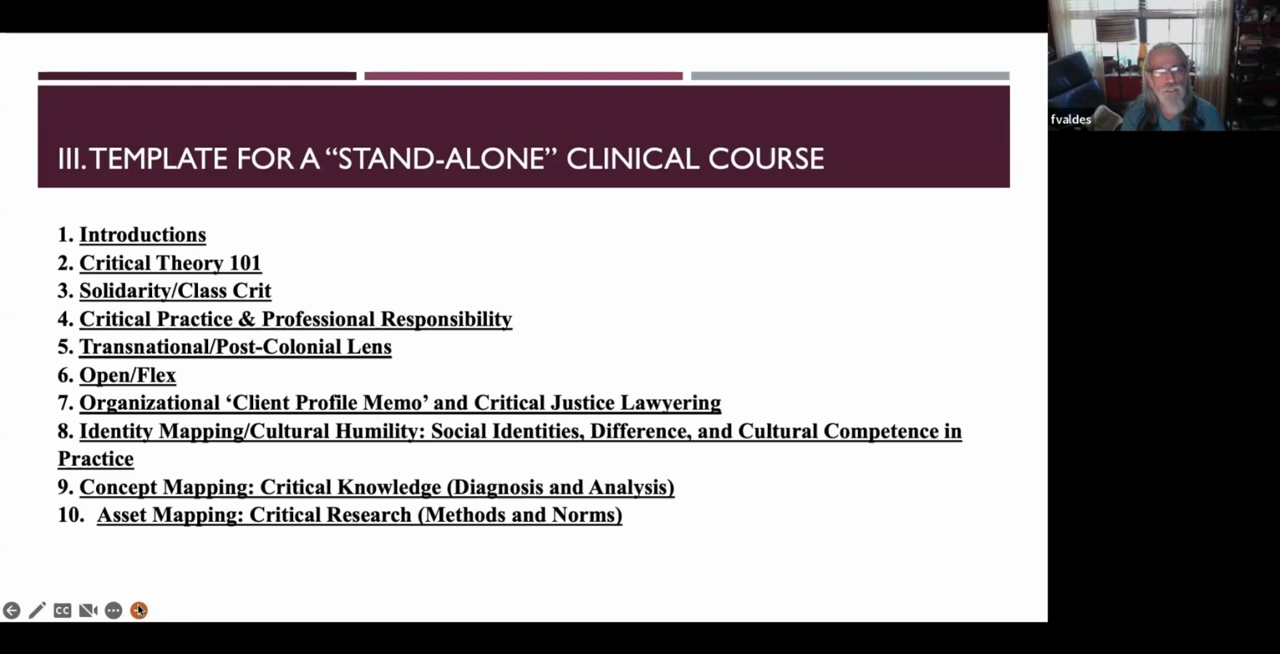 III. TEMPLATE FOR A “STAND-ALONE” CLINICAL COURSE
1. Introductions
2. Critical Theory 101
3. Solidarity/Class Crit
4. Critical Practice & Professional Responsibility
5. Transnational/Post-Colonial Lens
6. Open/Flex
7. Organizational ‘Client Profile Memo’ and Critical Justice Lawyering
8. Identity Mapping/Cultural Humility: Social Identities, Difference, and Cultural Competence in
Practice
9. Concept Mapping: Critical Knowledge (Diagnosis and Analysis)
10. Asset Mapping: Critical Research (Methods and Norms)
fvaldes
CC